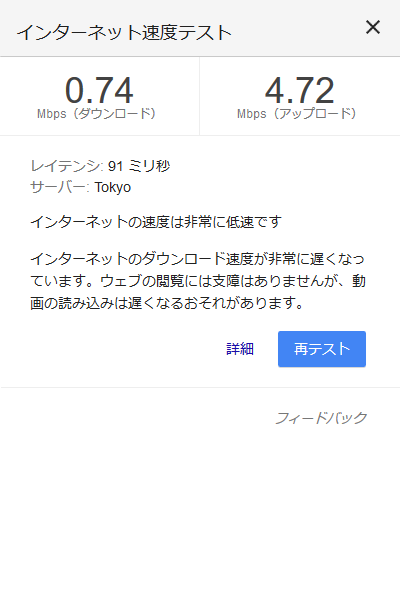 インターネット速度テスト
0.74
4.72
Mbps（ダウンロード）
Mbps（アップロード）
レイテンシ: 91 ミリ秒
サーバー: Tokyo
インターネットの速度は非常に低速です
インターネットのダウンロード速度が非常に遅くなっ
ています。ウェブの閲覧には支障はありませんが、動
画の読み込みは遅くなるおそれがあります。
詳細
再テスト
フィードバック